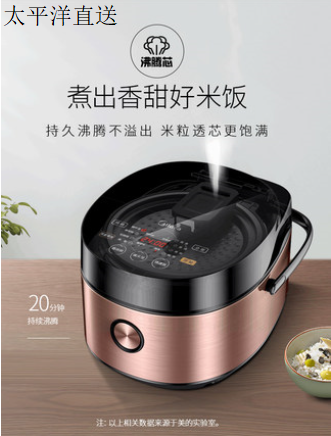 太平洋直送
沸腾芯
煮出香甜好米饭
持久沸腾不溢出 米粒透芯更饱满
20分钟
持续沸腾
注：以上相关数据来源于美的实验室。